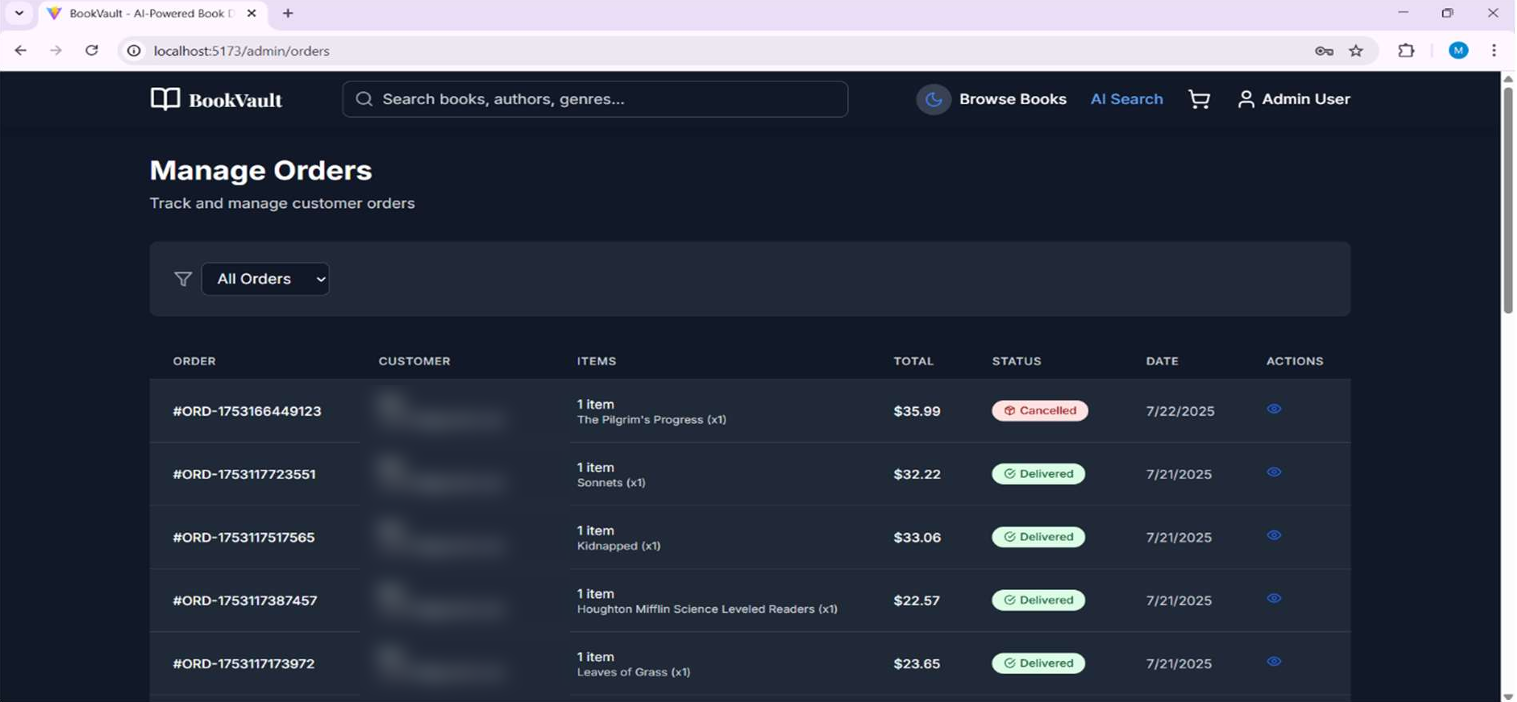 BookVault - AI-Powered Book D
localhost:5173/admin/orders
M
BookVault
Search books, authors, genres...
Browse Books
AI Search
Admin User
Manage Orders
Track and manage customer orders
All Orders
ORDER CUSTOMER ITEMS TOTAL STATUS DATE ACTIONS
#ORD-1753166449123 1 item $35.99 Cancelled 7/22/2025
The Pilgrim's Progress (x1)
#ORD-1753117723551 1 item $32.22 Delivered 7/21/2025
Sonnets (x1)
#ORD-1753117517565 1 item $33.06 Delivered 7/21/2025
Kidnapped (x1)
#ORD-1753117387457 1 item $22.57 Delivered 7/21/2025
Houghton Mifflin Science Leveled Readers (x1)
#ORD-1753117173972 1 item $23.65 Delivered 7/21/2025
Leaves of Grass (x1)